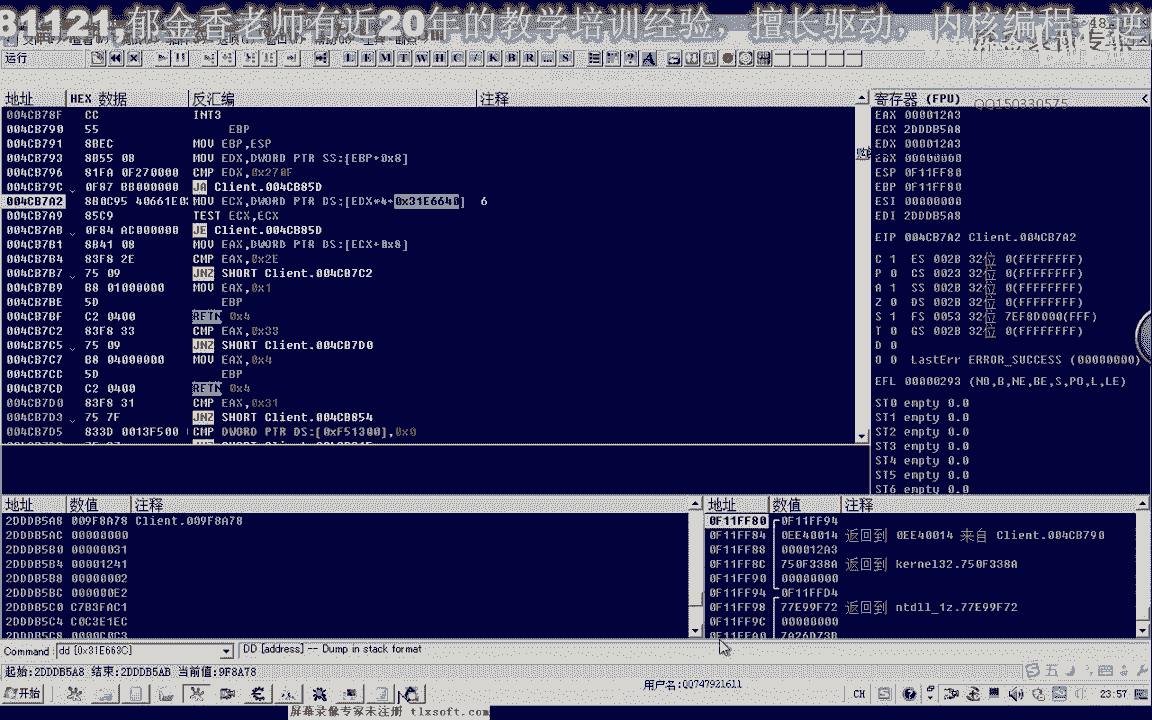 81121,郁金香老师有近20年的教学培训经验，擅长驱动，内核编程，逆
运行
L E M T W H C / K B R ... S
地址 HEX 数据 反汇编 注释
004CB78F CC INT3
004CB790 55 EBP
004CB791 8BEC MOV EBP,ESP
004CB793 8B55 08 MOV EDX,DWORD PTR SS:[EBP+0x8]
004CB796 81FA 0F270000 CMP EDX,0x270F
004CB79C 0F87 BB000000 JA Client.004CB85D
004CB7A2 8B0C95 40661E03 MOV ECX,DWORD PTR DS:[EDX*4+0x31E6640] 6
004CB7A9 85C9 TEST ECX,ECX
004CB7AB 0F84 AC000000 JE Client.004CB85D
004CB7B1 8B41 08 MOV EAX,DWORD PTR DS:[ECX+0x8]
004CB7B4 83F8 2E CMP EAX,0x2E
004CB7B7 75 09 JNZ SHORT Client.004CB7C2
004CB7B9 B8 01000000 MOV EAX,0x1
004CB7BE 5D EBP
004CB7BF C2 0400 RETN 0x4
004CB7C2 83F8 33 CMP EAX,0x33
004CB7C5 75 09 JNZ SHORT Client.004CB7D0
004CB7C7 B8 04000000 MOV EAX,0x4
004CB7CC 5D EBP
004CB7CD C2 0400 RETN 0x4
004CB7D0 83F8 31 CMP EAX,0x31
004CB7D3 75 7F JNZ SHORT Client.004CB854
004CB7D5 833D 0013F500 CMP DWORD PTR DS:[0xF51300],0x0
寄存器 (FPU) <
QQ150330575
EAX 000012A3
ECX 2DDDB5A8
EDX 000012A3
EBX 00000000
ESP 0F11FF80
EBP 0F11FF80
ESI 00000000
EDI 2DDDB5A8
EIP 004CB7A2 Client.004CB7A2
C 1 ES 002B 32位 0(FFFFFFFF)
P 0 CS 0023 32位 0(FFFFFFFF)
A 1 SS 002B 32位 0(FFFFFFFF)
Z 0 DS 002B 32位 0(FFFFFFFF)
S 1 FS 0053 32位 7EF8D000(FFF)
T 0 GS 002B 32位 0(FFFFFFFF)
D 0
O 0 LastErr ERROR_SUCCESS (00000000)
EFL 00000293 (NO,B,NE,BE,S,PO,L,LE)
ST0 empty 0.0
ST1 empty 0.0
ST2 empty 0.0
ST3 empty 0.0
ST4 empty 0.0
ST5 empty 0.0
ST6 empty 0.0
地址 数值 注释
2DDDB5A8 009F8A78 Client.009F8A78
2DDDB5AC 00000000
2DDDB5B0 00000031
2DDDB5B4 00001241
2DDDB5B8 00000002
2DDDB5BC 000000E2
2DDDB5C0 C7B3FAC1
2DDDB5C4 C0C3E1EC
2DDDB5C8 0000C0C3
地址 数值 注释
0F11FF80 0F11FF94
0F11FF84 0EE40014 返回到 0EE40014 来自 Client.004CB790
0F11FF88 000012A3
0F11FF8C 750F338A 返回到 kernel32.750F338A
0F11FF90 00000000
0F11FF94 0F11FFD4
0F11FF98 77E99F72 返回到 ntdll_1z.77E99F72
0F11FF9C 00000000
0F11FFA0 7A26D73B
Command: dd [0x31E663C] DD [address] -- Dump in stack format
起始:2DDDB5A8 结束:2DDDB5AB 当前值:9F8A78
开始
用户名:QQ747921611
CH
23:57
屏幕录像专家未注册 tlxsoft.com